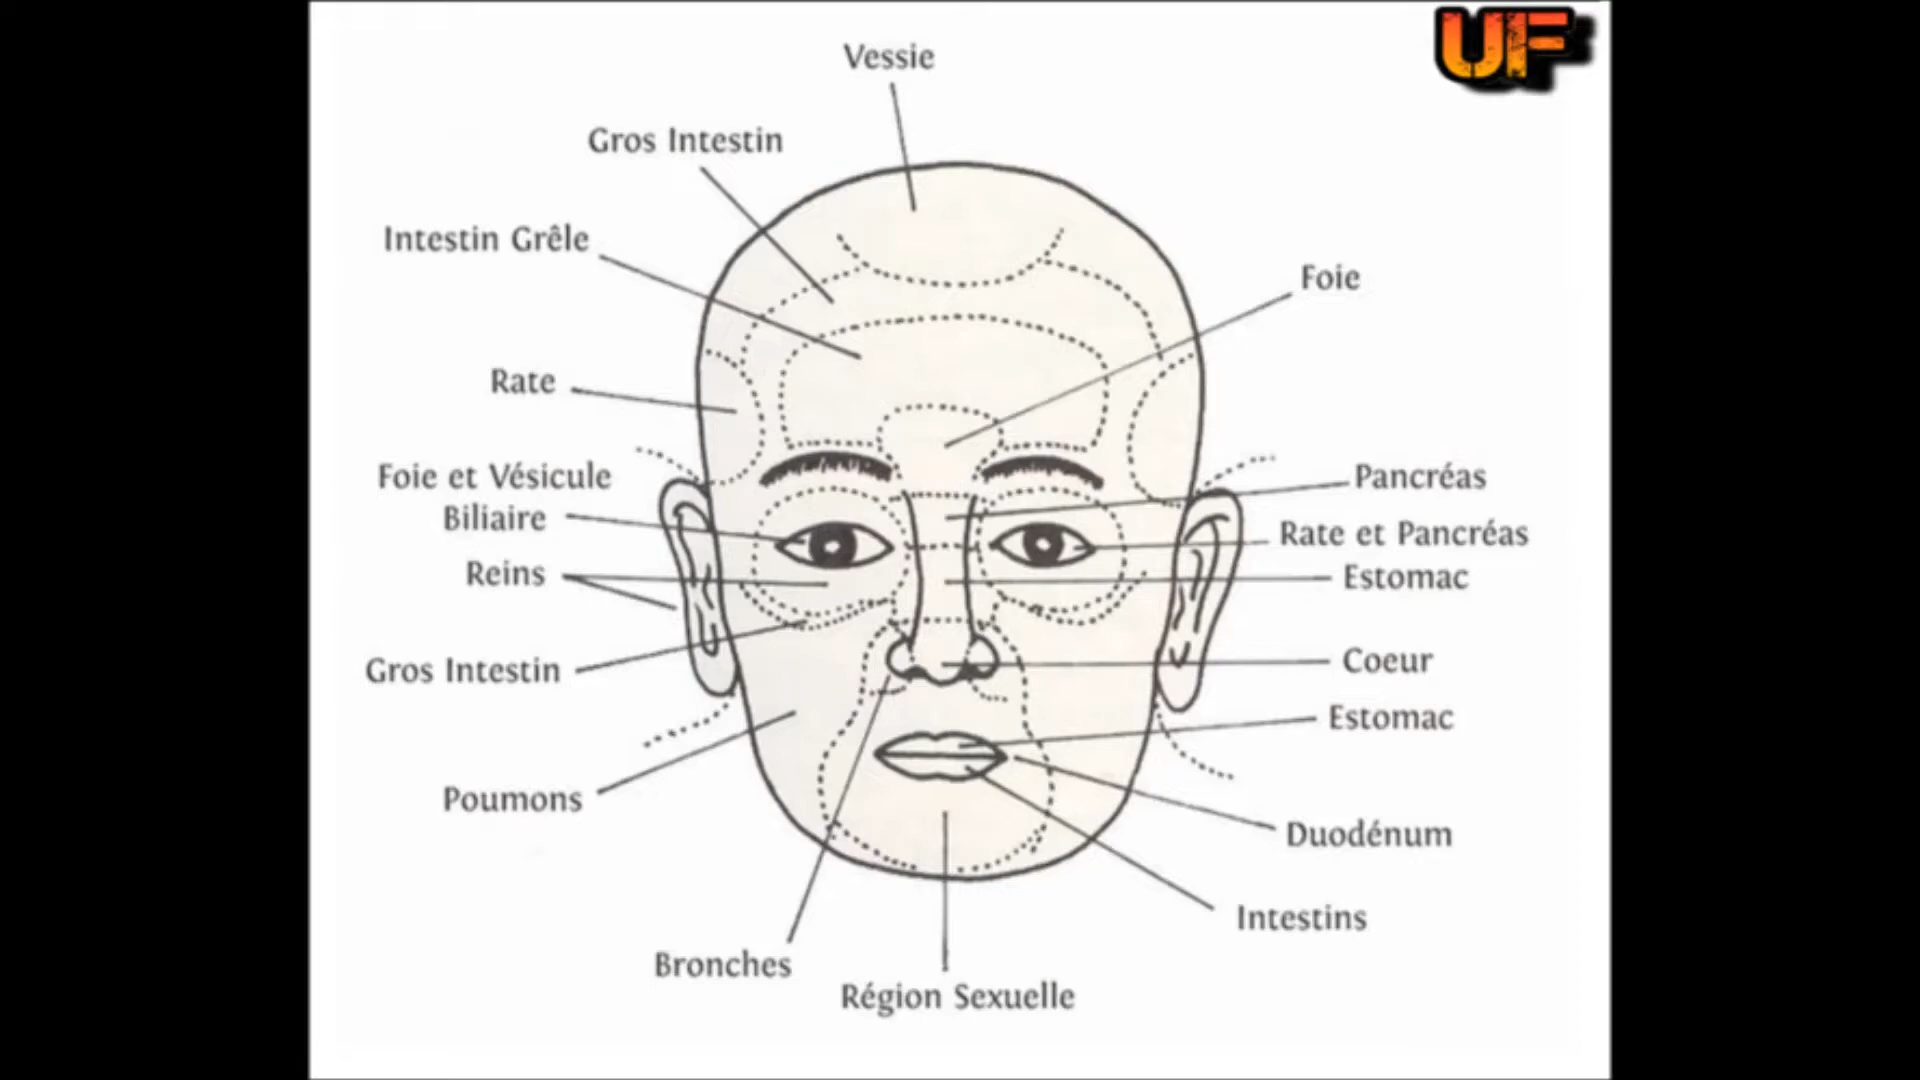 UF
Vessie
Gros Intestin
Intestin Grêle
Foie
Rate
Foie et Vésicule
Biliaire
Pancréas
Rate et Pancréas
Reins
Estomac
Gros Intestin
Coeur
Estomac
Poumons
Duodénum
Intestins
Bronches
Région Sexuelle